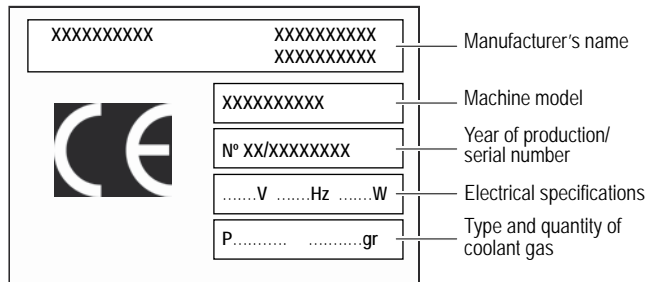 XXXXXXXXXX XXXXXXXXXX
XXXXXXXXXX
Manufacturer's name
CE
XXXXXXXXXX
Machine model
Nº XX/XXXXXXXX
Year of production/
serial number
.......V .......Hz .......W
Electrical specifications
P........... ...........gr
Type and quantity of
coolant gas